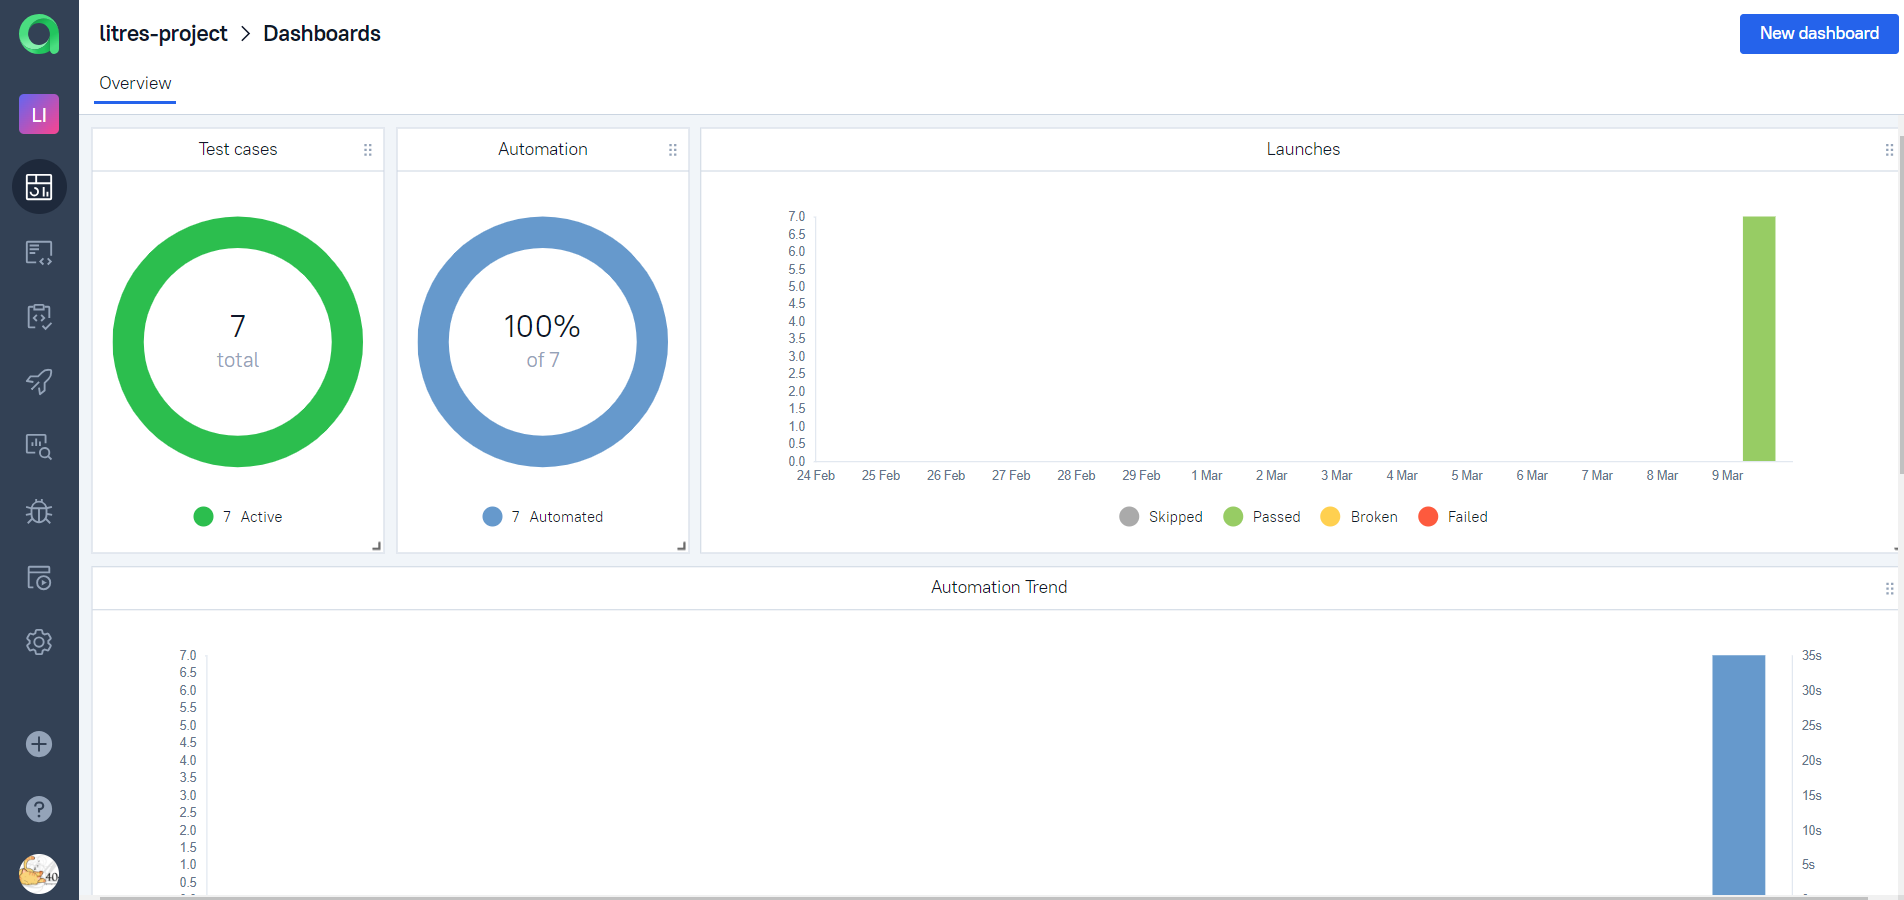 litres-project > Dashboards
New dashboard
Overview
LI
Test cases
7
total
7 Active
Automation
100%
of 7
7 Automated
Launches
7.0
6.5
6.0
5.5
5.0
4.5
4.0
3.5
3.0
2.5
2.0
1.5
1.0
0.5
0.0
24 Feb 25 Feb 26 Feb 27 Feb 28 Feb 29 Feb 1 Mar 2 Mar 3 Mar 4 Mar 5 Mar 6 Mar 7 Mar 8 Mar 9 Mar
Skipped Passed Broken Failed
Automation Trend
7.0
6.5
6.0
5.5
5.0
4.5
4.0
3.5
3.0
2.5
2.0
1.5
1.0
0.5
35s
30s
25s
20s
15s
10s
5s
?
40